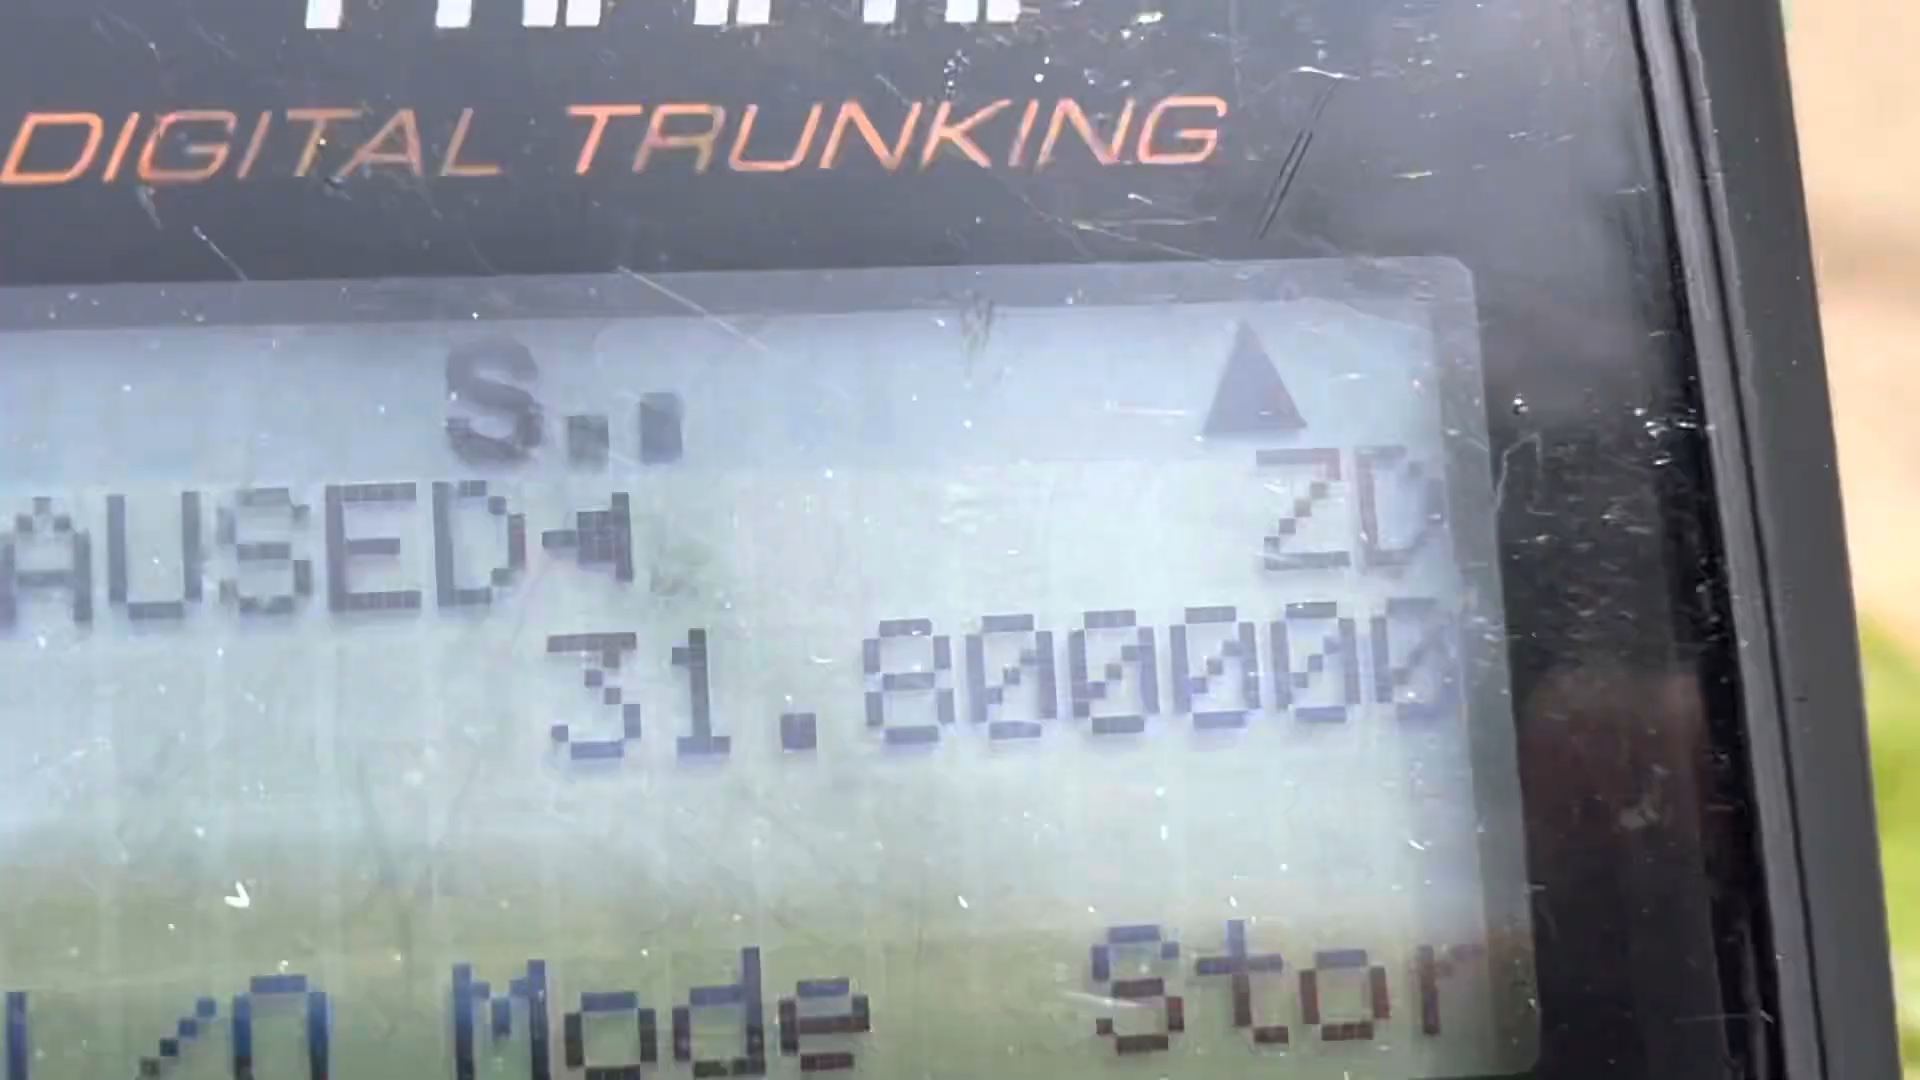 DIGITAL TRUNKING
S..
AUSED ZD
31.800000
Mode Stor